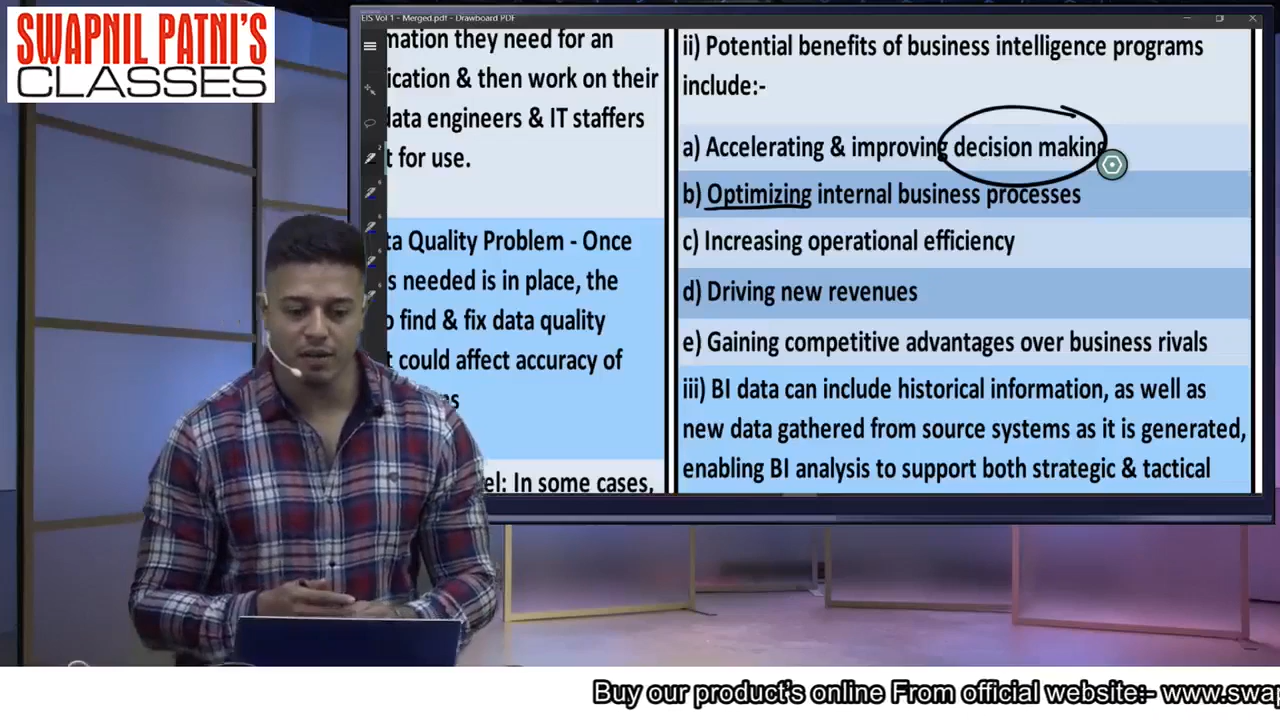 SWAPNIL PATNI'S
CLASSES
EIS Vol 1 - Merged.pdf - Drawboard PDF
mation they need for an
ication & then work on their
data engineers & IT staffers
t for use.
ta Quality Problem - Once
s needed is in place, the
o find & fix data quality
t could affect accuracy of
ns
el: In some cases,
ii) Potential benefits of business intelligence programs
include:-
a) Accelerating & improving decision making
b) Optimizing internal business processes
c) Increasing operational efficiency
d) Driving new revenues
e) Gaining competitive advantages over business rivals
iii) BI data can include historical information, as well as
new data gathered from source systems as it is generated,
enabling BI analysis to support both strategic & tactical
Buy our product's online From official website:- www.swap